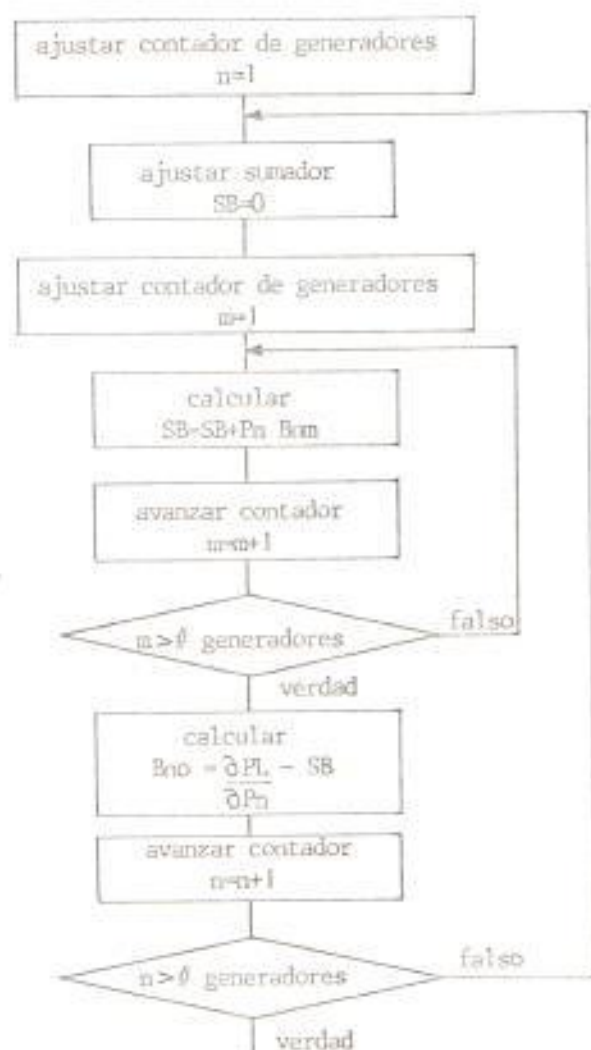 ajustar contador de generadores
n=1
ajustar sumador
SB=0
ajustar contador de generadores
m=1
calcular
SB=SB+Pn Bnm
avanzar contador
m=m+1
m># generadores
falso
verdad
calcular
Bno = ∂PL - SB
∂Pn
avanzar contador
n=n+1
n># generadores
falso
verdad